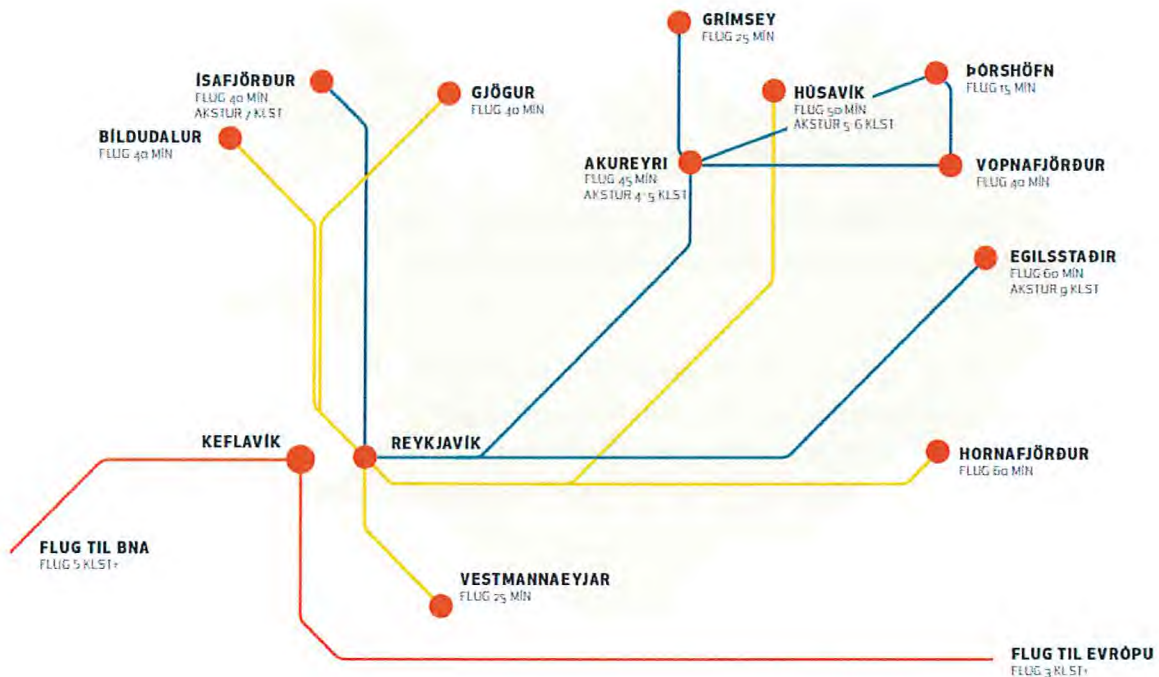 GRÍMSEY
FLUG 25 MÍN
ÍSAFJÖRÐUR
FLUG 40 MÍN
AKSTUR 7 KLST
GJÖGUR
FLUG 40 MÍN
HÚSAVÍK
FLUG 50 MÍN
AKSTUR 5-6 KLST
ÞÓRSHÖFN
FLUG 15 MÍN
BÍLDUDALUR
FLUG 40 MÍN
AKUREYRI
FLUG 45 MÍN
AKSTUR 4-5 KLST
VOPNAFJÖRÐUR
FLUG 40 MÍN
EGILSSTAÐIR
FLUG 60 MÍN
AKSTUR 9 KLST
KEFLAVÍK
REYKJAVÍK
HORNAFJÖRÐUR
FLUG 60 MÍN
FLUG TIL BNA
FLUG 5 KLST+
VESTMANNAEYJAR
FLUG 25 MÍN
FLUG TIL EVRÓPU
FLUG 3 KLST+